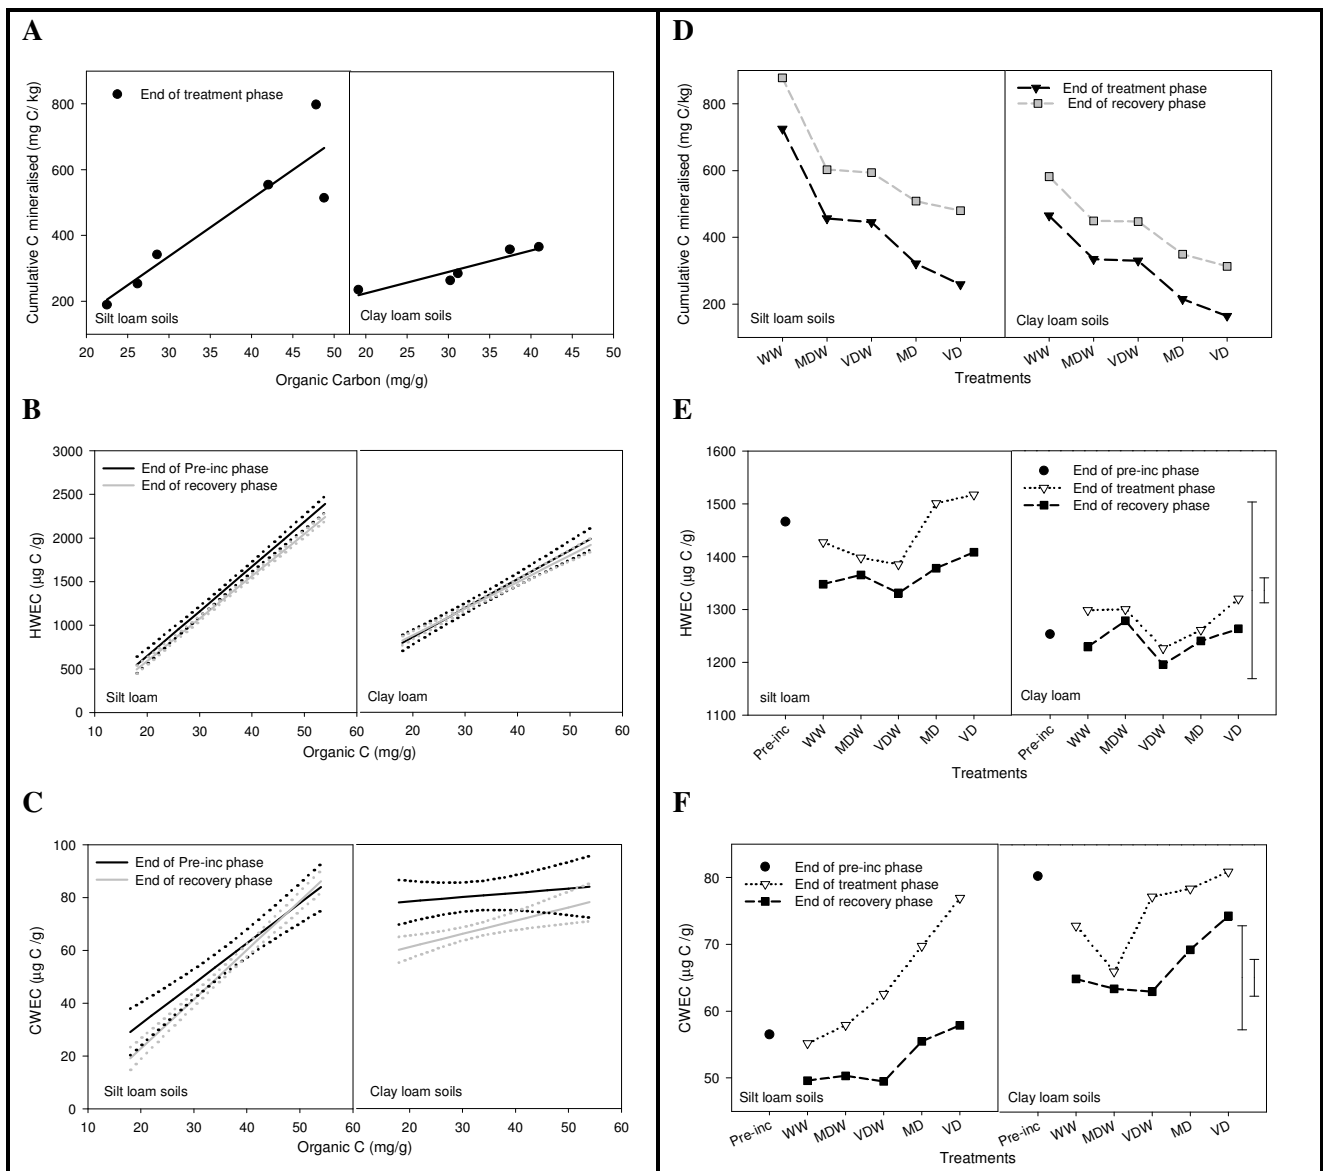 A
Cumulative C mineralised (mg C/ kg)
800
600
400
200
End of treatment phase
Silt loam soils
Clay loam soils
20 25 30 35 40 45 50 20 25 30 35 40 45 50
Organic Carbon (mg/g)
B
HWEC (µg C /g)
3000
2500
2000
1500
1000
500
0
End of Pre-inc phase
End of recovery phase
Silt loam
Clay loam
10 20 30 40 50 60 20 30 40 50 60
Organic C (mg/g)
C
CWEC (µg C /g)
100
80
60
40
20
0
End of Pre-inc phase
End of recovery phase
Silt loam soils
Clay loam soils
10 20 30 40 50 60 20 30 40 50 60
Organic C (mg/g)
D
Cumulative C mineralised (mg C/kg)
800
600
400
200
End of treatment phase
End of recovery phase
Silt loam soils
Clay loam soils
WW MDW VDW MD VD WW MDW VDW MD VD
Treatments
E
HWEC (µg C /g)
1600
1500
1400
1300
1200
1100
End of pre-inc phase
End of treatment phase
End of recovery phase
silt loam
Clay loam
Pre-inc WW MDW VDW MD VD Pre-inc WW MDW VDW MD VD
Treatments
F
CWEC (µg C /g)
80
70
60
50
End of pre-inc phase
End of treatment phase
End of recovery phase
Silt loam soils
Clay loam soils
Pre-inc WW MDW VDW MD VD Pre-inc WW MDW VDW MD VD
Treatments